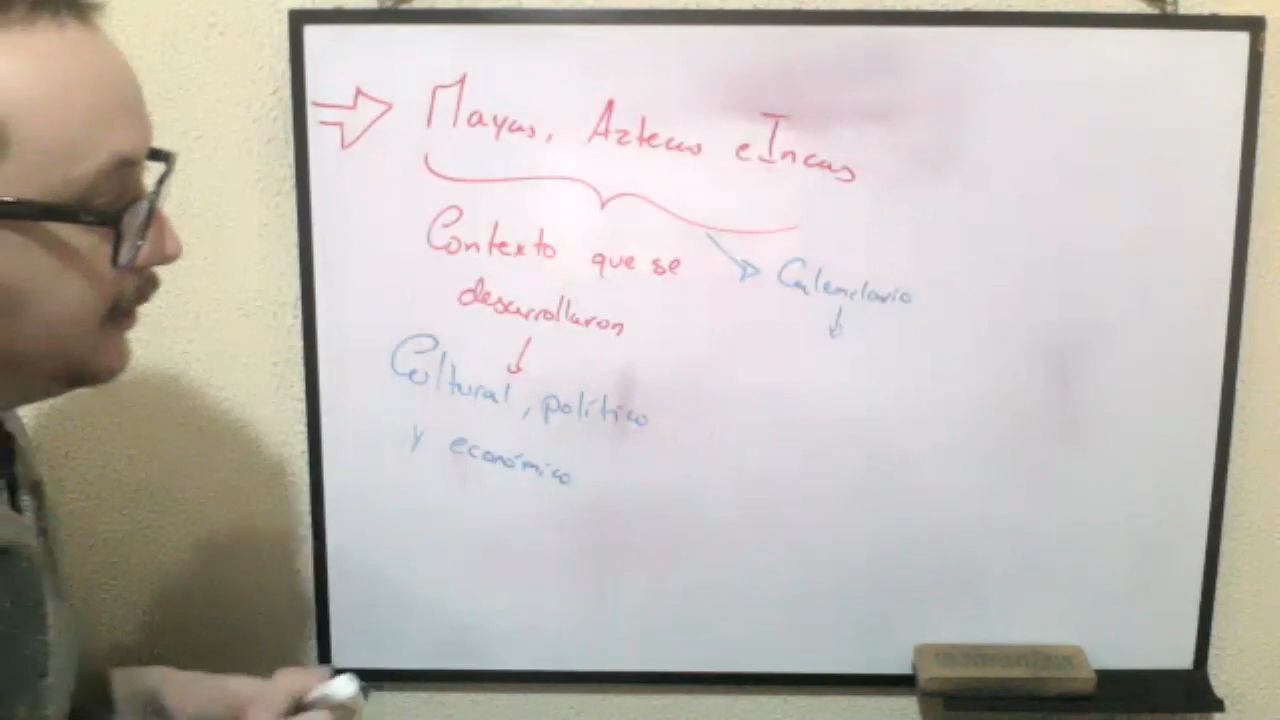 Mayas, Aztecas e Incas
Contexto que se
desarrollaron
Calendario
Cultural, político
y económico